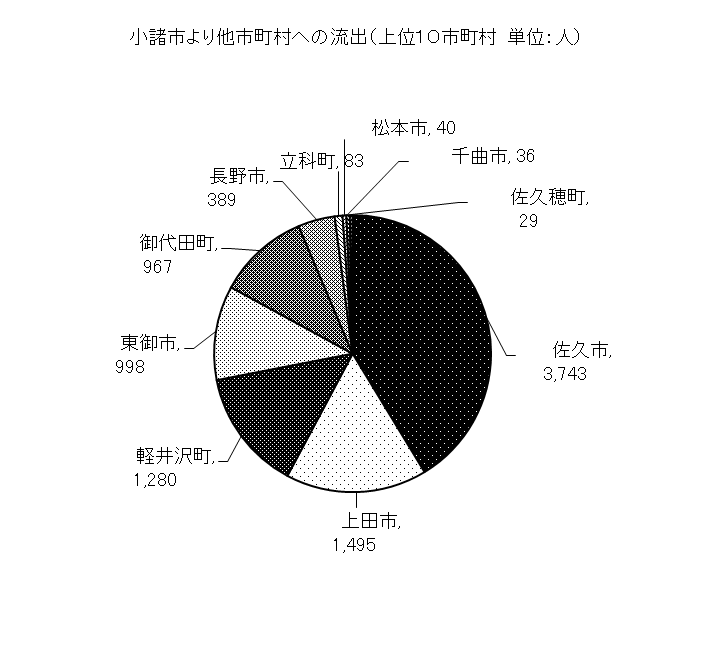 小諸市より他市町村への流出（上位１０市町村　単位：人）
松本市, 40
千曲市, 36
立科町, 83
長野市,
389
佐久穂町,
29
御代田町,
967
東御市,
998
佐久市,
3,743
軽井沢町,
1,280
上田市,
1,495